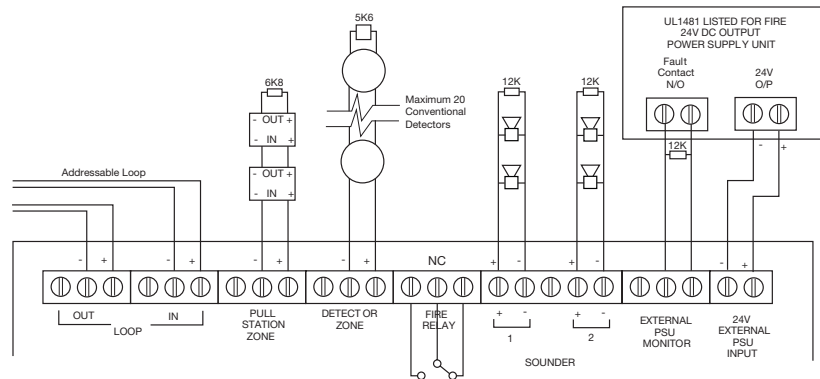 5K6
UL1481 LISTED FOR FIRE
24V DC OUTPUT
POWER SUPPLY UNIT
Fault
Contact
N/O
24V
O/P
6K8
- OUT +
- IN +
- OUT +
- IN +
Maximum 20
Conventional
Detectors
12K
12K
12K
- +
Addressable Loop
- +
- +
- +
- +
NC
+ -
+ -
- +
OUT
IN
LOOP
PULL
STATION
ZONE
DETECTOR
ZONE
FIRE
RELAY
+ -
1
+ -
2
SOUNDER
EXTERNAL
PSU
MONITOR
24V
EXTERNAL
PSU
INPUT